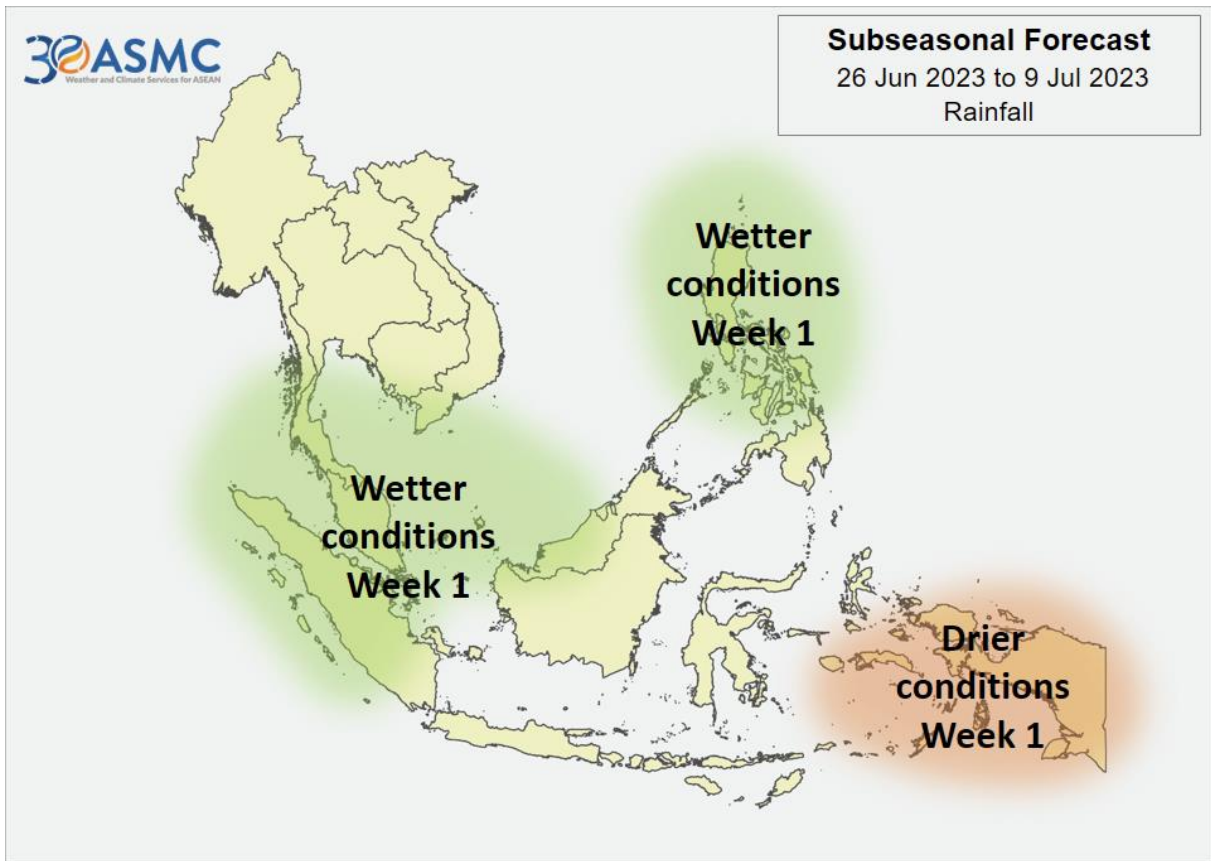 30 ASMC
Weather and Climate Services for ASEAN
Subseasonal Forecast
26 Jun 2023 to 9 Jul 2023
Rainfall
Wetter
conditions
Week 1
Wetter
conditions
Week 1
Drier
conditions
Week 1